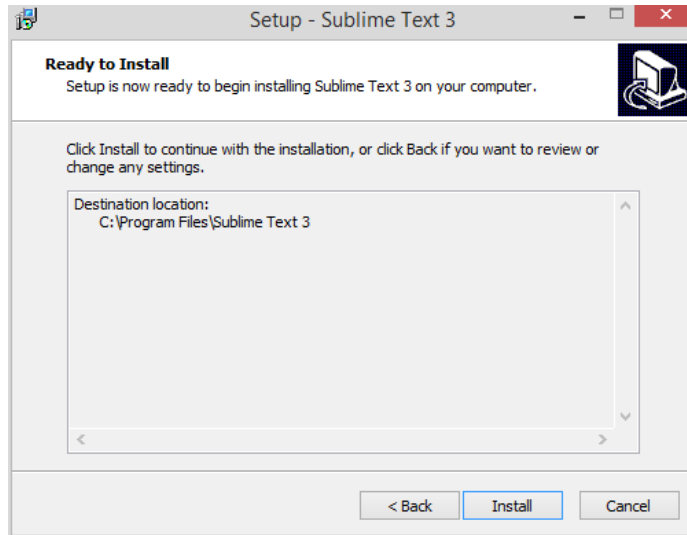 Setup - Sublime Text 3
Ready to Install
Setup is now ready to begin installing Sublime Text 3 on your computer.
Click Install to continue with the installation, or click Back if you want to review or
change any settings.
Destination location:
C:\Program Files\Sublime Text 3
< Back
Install
Cancel